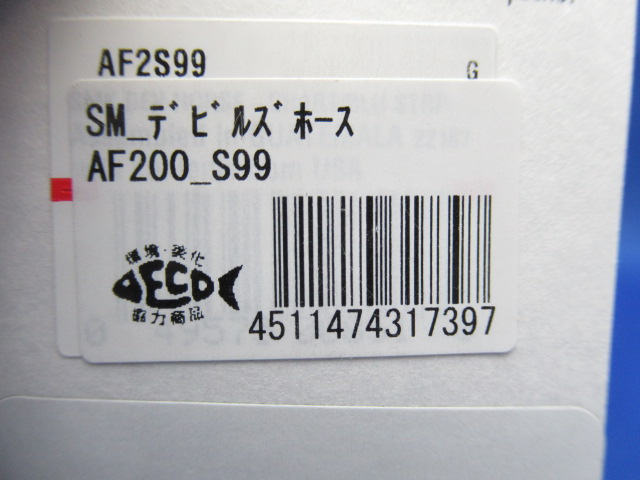 AF2S99 G
SM_デビルズホース
AF200_S99
環境・美化
ECO
協力商品
4511474317397